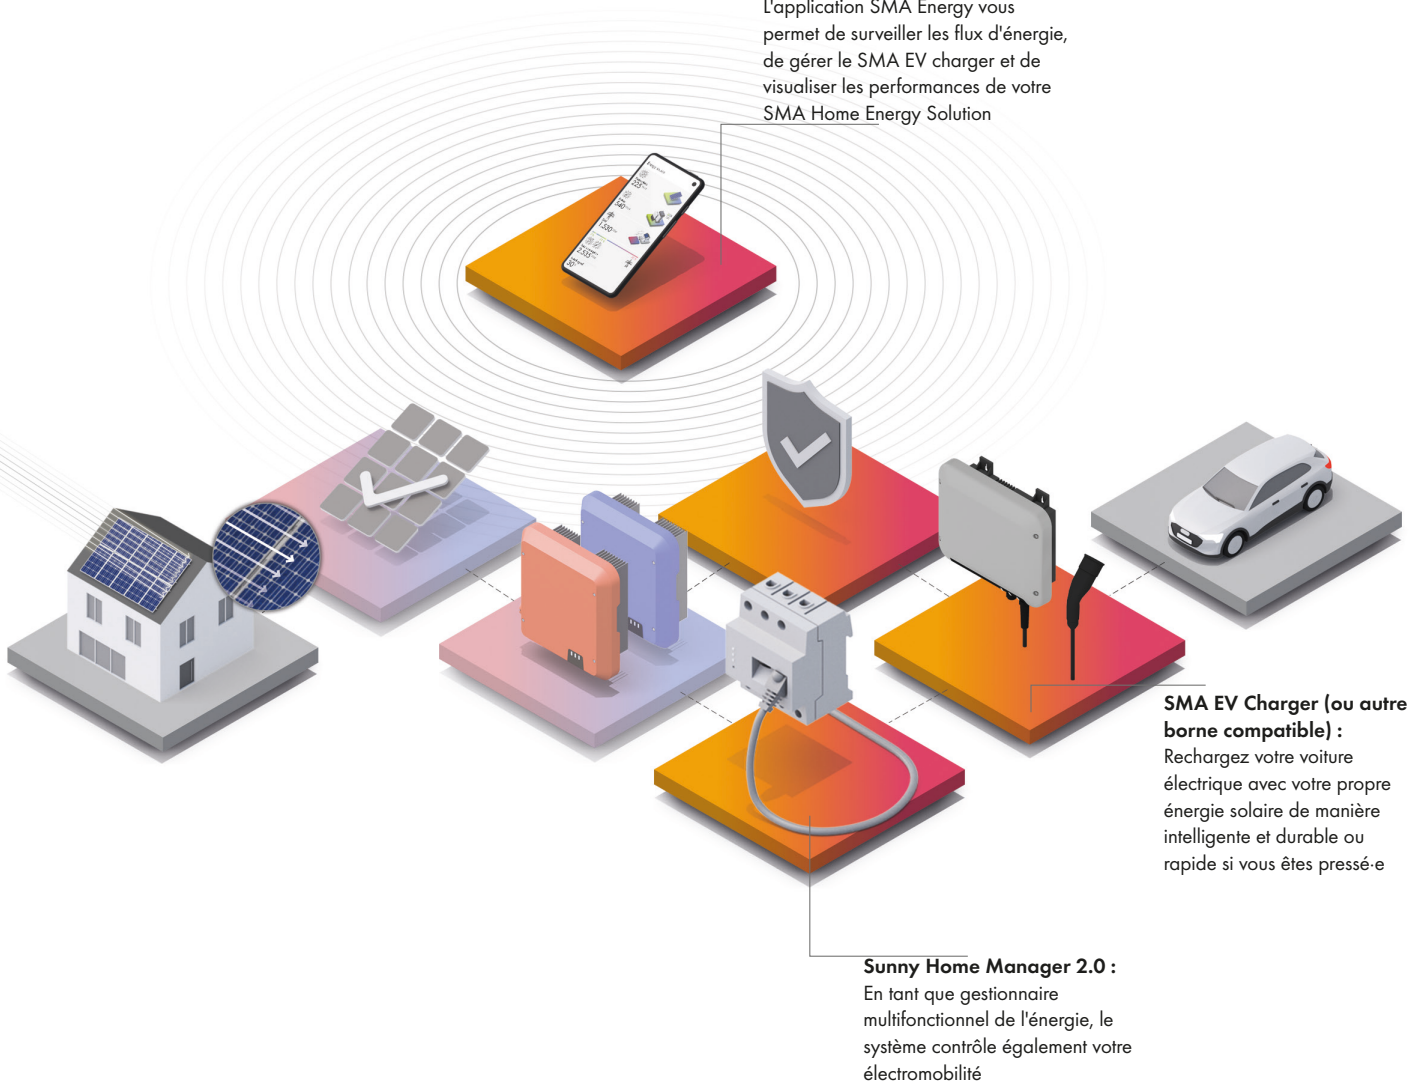 L'application SMA Energy vous
permet de surveiller les flux d'énergie,
de gérer le SMA EV charger et de
visualiser les performances de votre
SMA Home Energy Solution
SMA EV Charger (ou autre
borne compatible) :
Rechargez votre voiture
électrique avec votre propre
énergie solaire de manière
intelligente et durable ou
rapide si vous êtes pressé·e
Sunny Home Manager 2.0 :
En tant que gestionnaire
multifonctionnel de l'énergie, le
système contrôle également votre
électromobilité